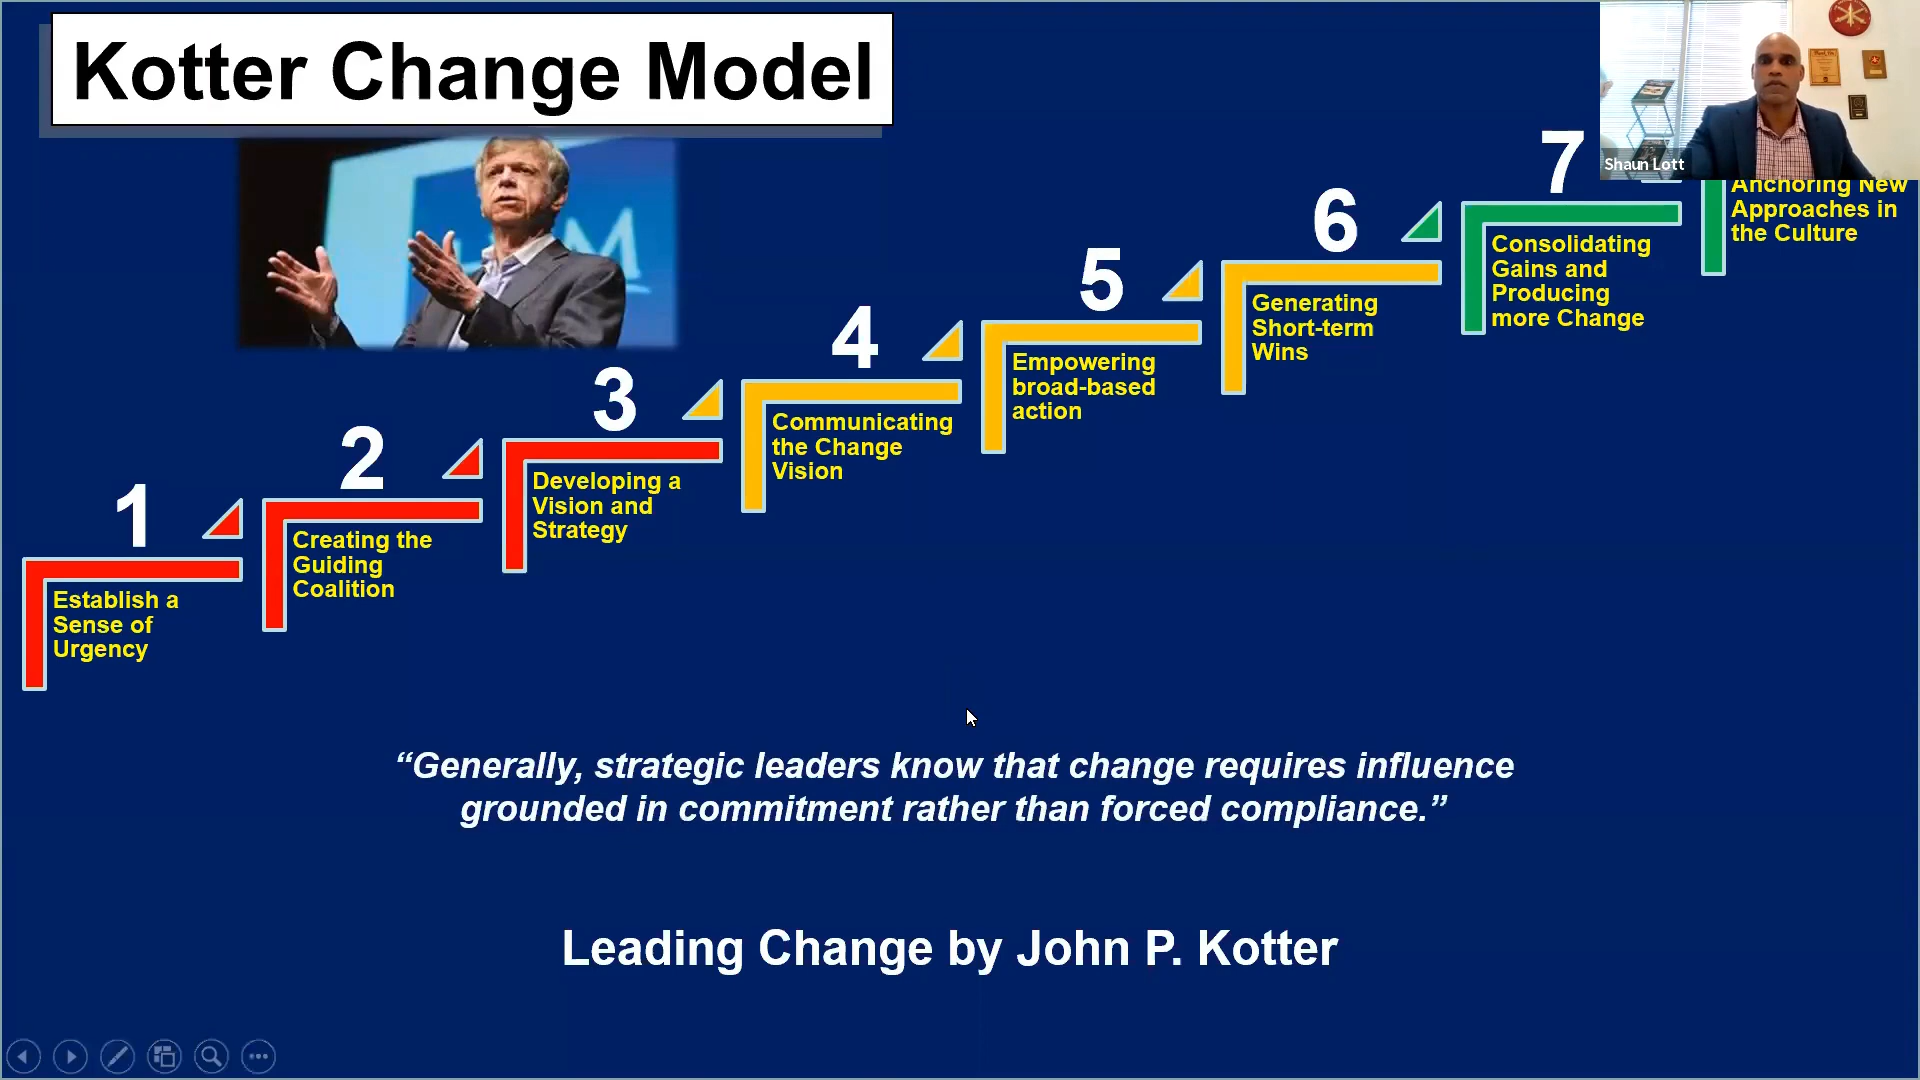 Kotter Change Model
Shaun Lott
1
Establish a
Sense of
Urgency
2
Creating the
Guiding
Coalition
3
Developing a
Vision and
Strategy
4
Communicating
the Change
Vision
5
Empowering
broad-based
action
6
Generating
Short-term
Wins
7
Consolidating
Gains and
Producing
more Change
Anchoring New
Approaches in
the Culture
“Generally, strategic leaders know that change requires influence
grounded in commitment rather than forced compliance.”
Leading Change by John P. Kotter